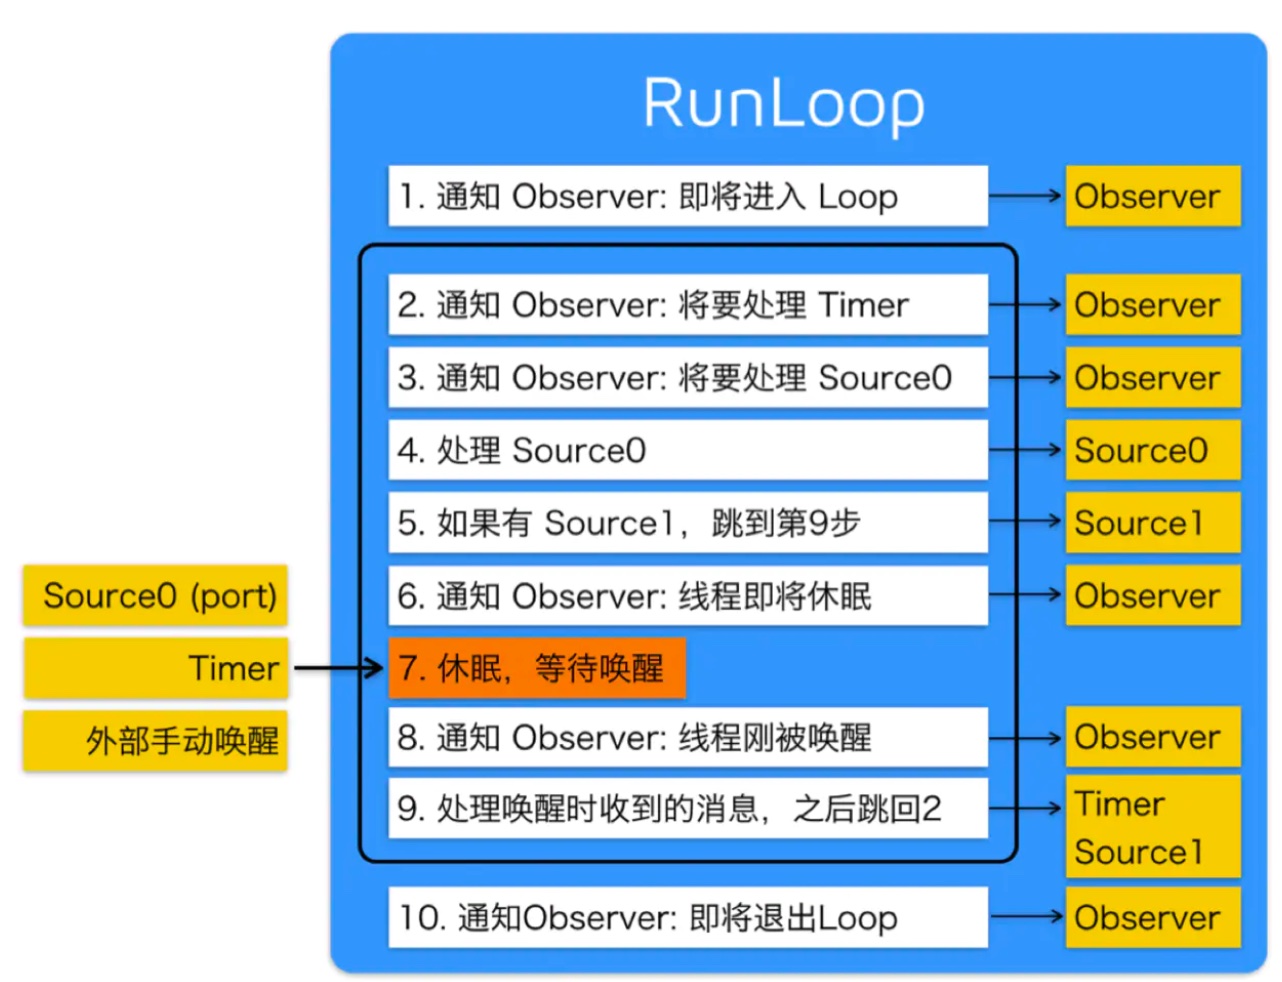 RunLoop
1. 通知 Observer: 即将进入 Loop
Observer
2. 通知 Observer: 将要处理 Timer
Observer
3. 通知 Observer: 将要处理 Source0
Observer
4. 处理 Source0
Source0
5. 如果有 Source1，跳到第9步
Source1
Source0 (port)
6. 通知 Observer: 线程即将休眠
Observer
Timer
7. 休眠，等待唤醒
外部手动唤醒
8. 通知 Observer: 线程刚被唤醒
Observer
9. 处理唤醒时收到的消息，之后跳回2
Timer
Source1
10. 通知Observer: 即将退出Loop
Observer